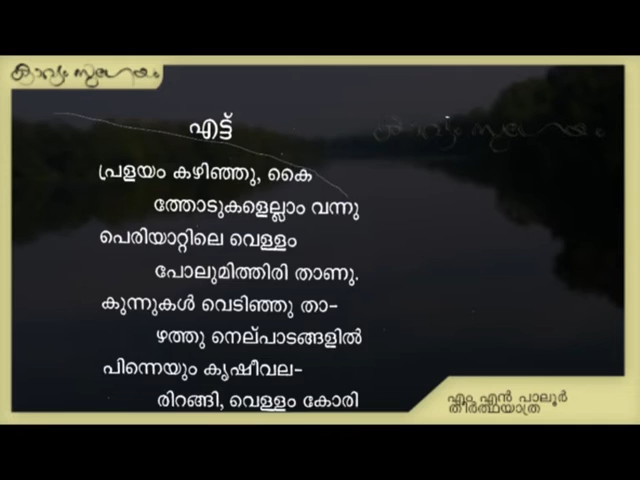 കാവ്യം സുഗേയം
എട്ട്
പ്രളയം കഴിഞ്ഞു, കൈ
ത്തോടുകളെല്ലാം വന്നു
പെരിയാറ്റിലെ വെള്ളം
പോലുമിത്തിരി താണു.
കുന്നുകൾ വെടിഞ്ഞു താ-
ഴത്തു നെല്പാടങ്ങളിൽ
പിന്നെയും കൃഷീവല-
രിറങ്ങി, വെള്ളം കോരി
എം എൻ പാലൂർ
തീർത്ഥയാത്ര